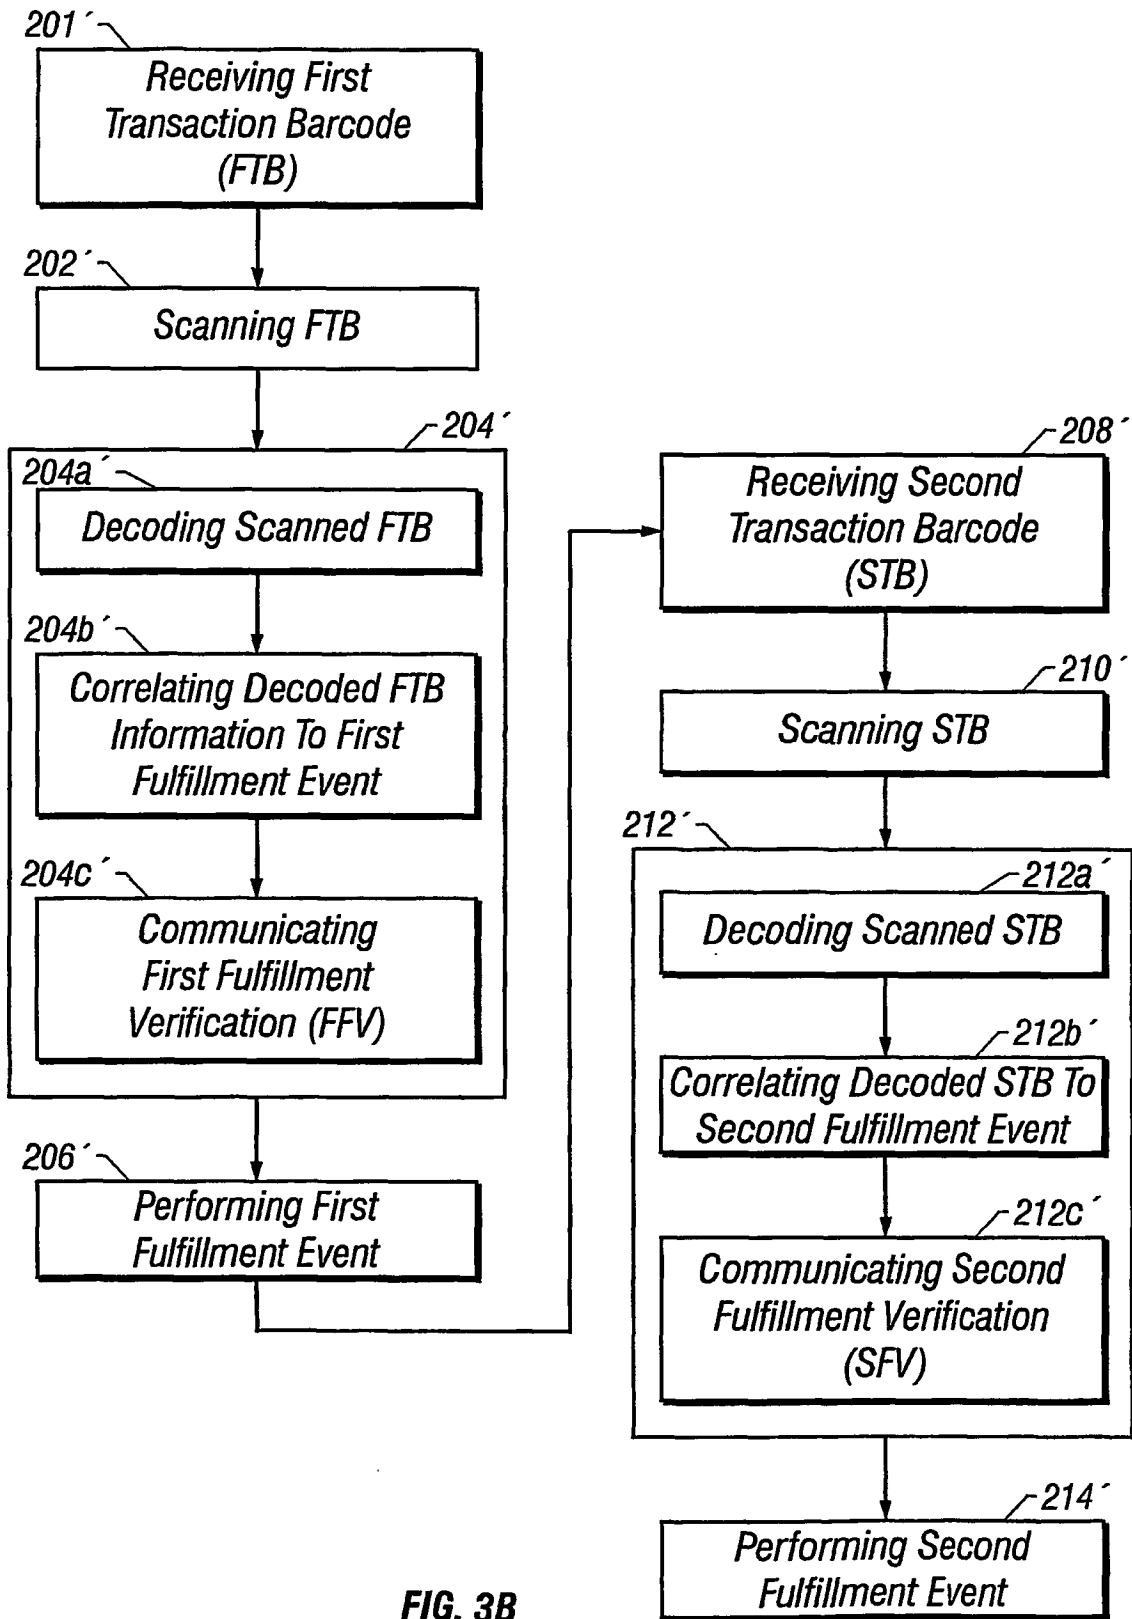 201´
Receiving First
Transaction Barcode
(FTB)
202´
Scanning FTB
204´
204a´
Decoding Scanned FTB
204b´
Correlating Decoded FTB
Information To First
Fulfillment Event
204c´
Communicating
First Fulfillment
Verification (FFV)
206´
Performing First
Fulfillment Event
208´
Receiving Second
Transaction Barcode
(STB)
210´
Scanning STB
212´
212a´
Decoding Scanned STB
212b´
Correlating Decoded STB To
Second Fulfillment Event
212c´
Communicating Second
Fulfillment Verification
(SFV)
214´
Performing Second
Fulfillment Event
FIG. 3B